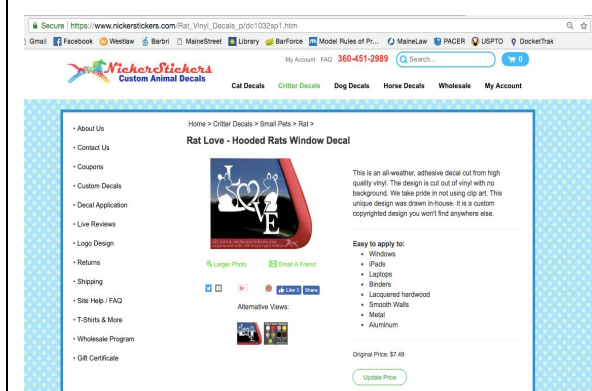 Secure | https://www.nickerstickers.com/Rat_Vinyl_Decals_p/dc1032sp1.htm
Gmail Facebook Westlaw Bribri MaineStreet Library BarForce Model Rules of Pr... MaineLaw PACER USPTO DocketTrak
My Account FAQ 360-451-2989 Search... 0
NickerStickers
Custom Animal Decals
Cat Decals Critter Decals Dog Decals Horse Decals Wholesale My Account
• About Us
• Contact Us
• Coupons
• Custom Decals
• Decal Application
• Live Reviews
• Logo Design
• Returns
• Shipping
• Site Help / FAQ
• T-Shirts & More
• Wholesale Program
• Gift Certificate
Home > Critter Decals > Small Pets > Rat >
Rat Love - Hooded Rats Window Decal
LOVE
Larger Photo Email A Friend
Like 0 Share
Alternative Views:
This is an all-weather, adhesive decal cut from high
quality vinyl. The design is cut out of vinyl with no
background. We take pride in not using clip art. This
unique design was drawn in-house. It is a custom
copyrighted design you won't find anywhere else.
Easy to apply to:
• Windows
• iPads
• Laptops
• Binders
• Lacquered hardwood
• Smooth Walls
• Metal
• Aluminum
Original Price: $7.49
Update Price